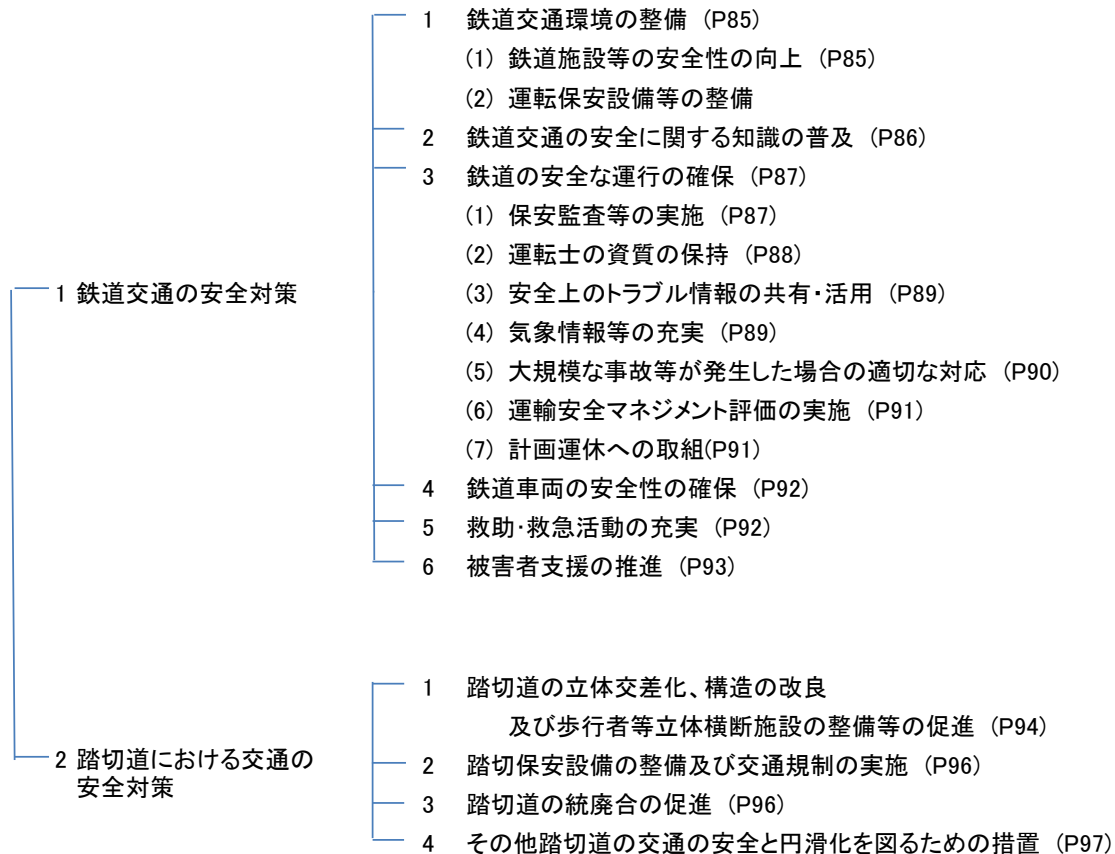 1 鉄道交通の安全対策
1 鉄道交通環境の整備 (P85)
(1) 鉄道施設等の安全性の向上 (P85)
(2) 運転保安設備等の整備
2 鉄道交通の安全に関する知識の普及 (P86)
3 鉄道の安全な運行の確保 (P87)
(1) 保安監査等の実施 (P87)
(2) 運転士の資質の保持 (P88)
(3) 安全上のトラブル情報の共有・活用 (P89)
(4) 気象情報等の充実 (P89)
(5) 大規模な事故等が発生した場合の適切な対応 (P90)
(6) 運輸安全マネジメント評価の実施 (P91)
(7) 計画運休への取組(P91)
4 鉄道車両の安全性の確保 (P92)
5 救助・救急活動の充実 (P92)
6 被害者支援の推進 (P93)
2 踏切道における交通の
安全対策
1 踏切道の立体交差化、構造の改良
及び歩行者等立体横断施設の整備等の促進 (P94)
2 踏切保安設備の整備及び交通規制の実施 (P96)
3 踏切道の統廃合の促進 (P96)
4 その他踏切道の交通の安全と円滑化を図るための措置 (P97)